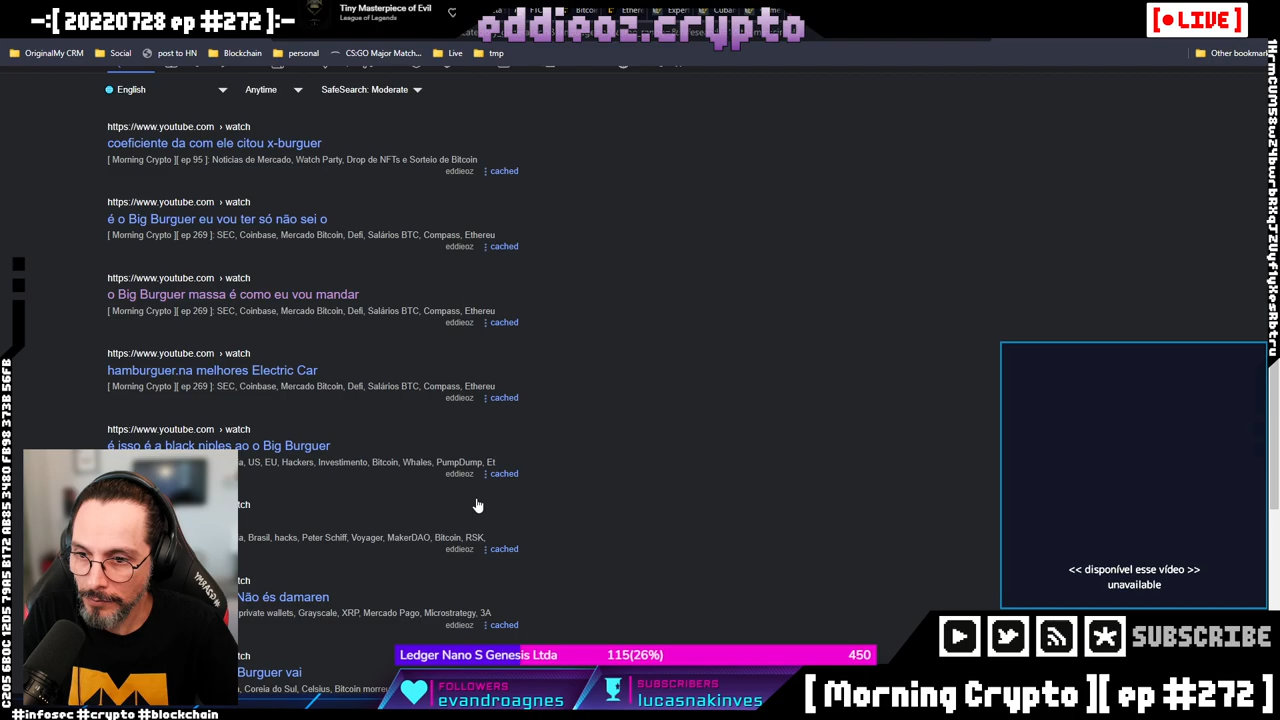 -:[ 20220728 ep #272 ]:-
Tiny Masterpiece of Evil
League of Legends
eddieoz.crypto
[ • LIVE ]
OriginalMy CRM
Social
post to HN
Blockchain
personal
CS:GO Major Match...
Live
tmp
Other bookmar
English
Anytime
SafeSearch: Moderate
https://www.youtube.com › watch
coeficiente da com ele citou x-burguer
[ Morning Crypto ][ ep 95 ]: Notícias de Mercado, Watch Party, Drop de NFTs e Sorteio de Bitcoin
eddieoz
cached
https://www.youtube.com › watch
é o Big Burguer eu vou ter só não sei o
[ Morning Crypto ][ ep 269 ]: SEC, Coinbase, Mercado Bitcoin, Defi, Salários BTC, Compass, Ethereu
eddieoz
cached
https://www.youtube.com › watch
o Big Burguer massa é como eu vou mandar
[ Morning Crypto ][ ep 269 ]: SEC, Coinbase, Mercado Bitcoin, Defi, Salários BTC, Compass, Ethereu
eddieoz
cached
https://www.youtube.com › watch
hamburguer.na melhores Electric Car
[ Morning Crypto ][ ep 269 ]: SEC, Coinbase, Mercado Bitcoin, Defi, Salários BTC, Compass, Ethereu
eddieoz
cached
https://www.youtube.com › watch
é isso é a black niples ao o Big Burguer
a, US, EU, Hackers, Investimento, Bitcoin, Whales, PumpDump, Et
eddieoz
cached
tch
a, Brasil, hacks, Peter Schiff, Voyager, MakerDAO, Bitcoin, RSK,
eddieoz
cached
tch
Não és damaren
private wallets, Grayscale, XRP, Mercado Pago, Microstrategy, 3A
eddieoz
cached
tch
Burguer vai
, Coreia do Sul, Celsius, Bitcoin morre
<< disponível esse vídeo >>
unavailable
SUBSCRIBE
Ledger Nano S Genesis Ltda
115(26%)
450
FOLLOWERS
evandroagnes
SUBSCRIBERS
lucasnakinves
[ Morning Crypto ][ ep #272 ]
#infosec #crypto #blockchain